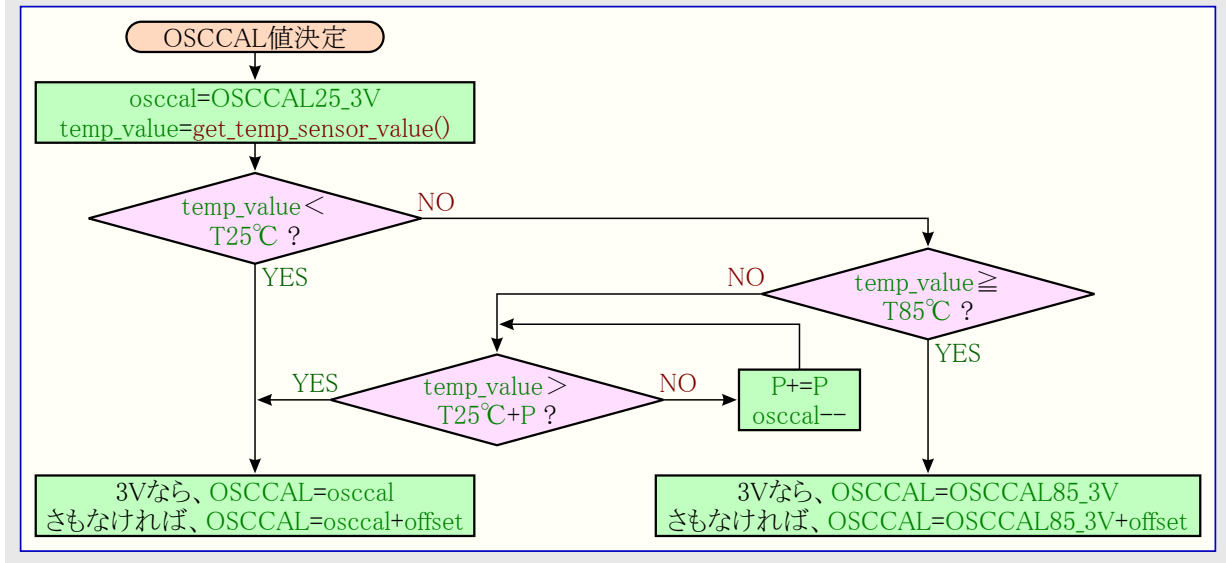 OSCCAL値決定
osccal=OSCCAL25_3V
temp_value=get_temp_sensor_value()
temp_value＜
T25℃ ?
NO
YES
temp_value≧
T85℃ ?
NO
YES
temp_value＞
T25℃+P ?
YES
NO
P+=P
osccal--
3Vなら、OSCCAL=osccal
さもなければ、OSCCAL=osccal+offset
3Vなら、OSCCAL=OSCCAL85_3V
さもなければ、OSCCAL=OSCCAL85_3V+offset